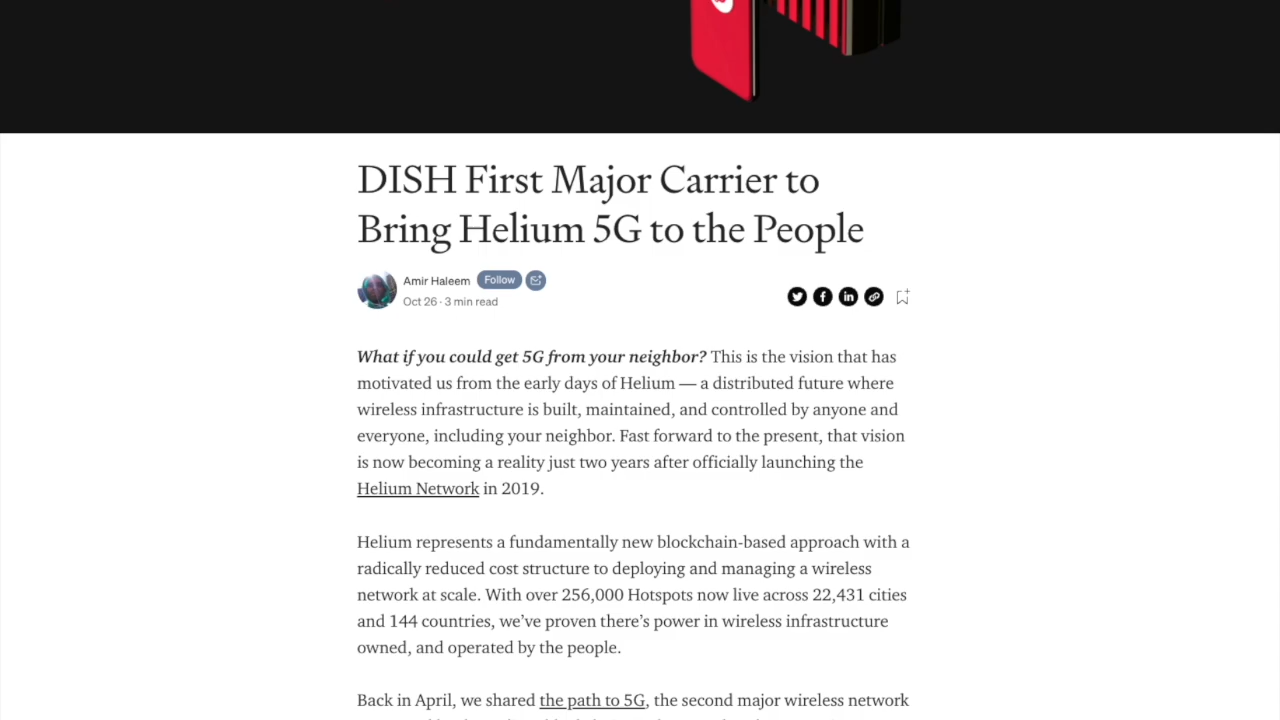 DISH First Major Carrier to
Bring Helium 5G to the People
Amir Haleem Follow
Oct 26 · 3 min read
What if you could get 5G from your neighbor? This is the vision that has
motivated us from the early days of Helium — a distributed future where
wireless infrastructure is built, maintained, and controlled by anyone and
everyone, including your neighbor. Fast forward to the present, that vision
is now becoming a reality just two years after officially launching the
Helium Network in 2019.
Helium represents a fundamentally new blockchain-based approach with a
radically reduced cost structure to deploying and managing a wireless
network at scale. With over 256,000 Hotspots now live across 22,431 cities
and 144 countries, we’ve proven there’s power in wireless infrastructure
owned, and operated by the people.
Back in April, we shared the path to 5G, the second major wireless network